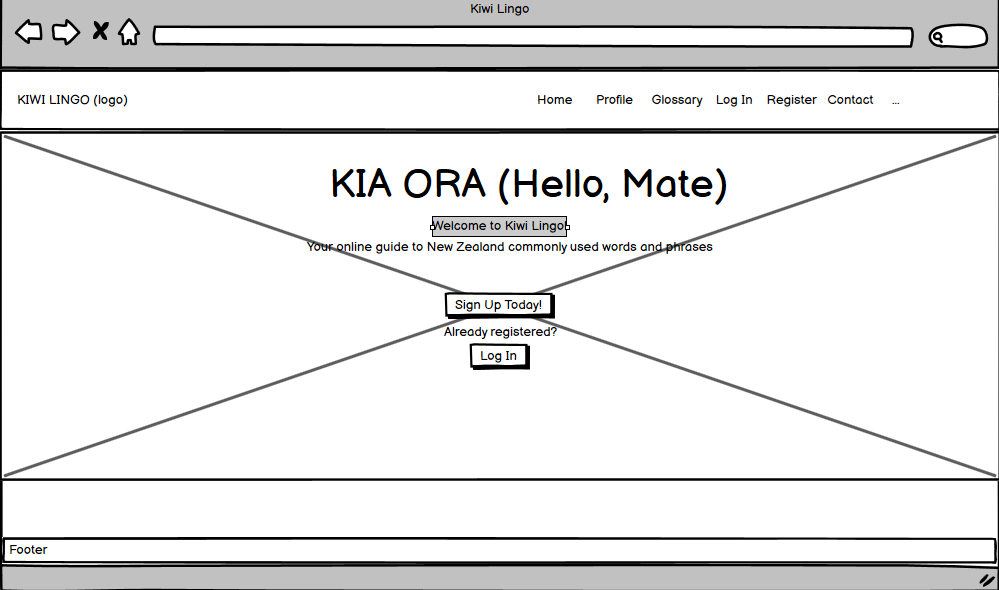 Kiwi Lingo
KIWI LINGO (logo) Home Profile Glossary Log In Register Contact ...
KIA ORA (Hello, Mate)
Welcome to Kiwi Lingo!
Your online guide to New Zealand commonly used words and phrases
Sign Up Today!
Already registered?
Log In
Footer